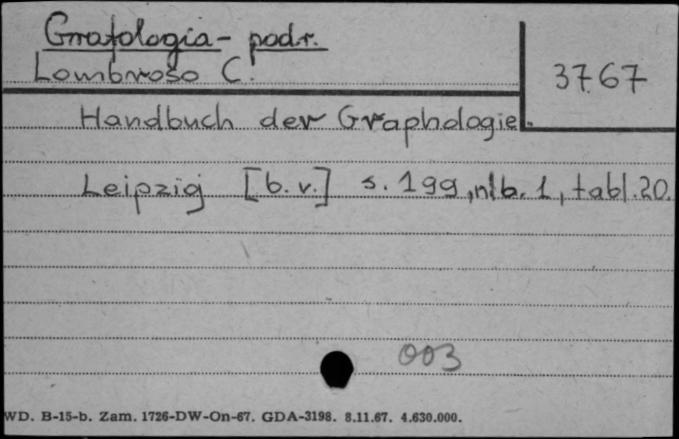 Grafologia - podr.
Lombroso C.
3767
Handbuch der Graphologie.
Leipzig [b.r.] s. 199, nlb. 1, tabl. 20.
003
WD. B-15-b. Zam. 1726-DW-On-67. GDA-3198. 8.11.67. 4.630.000.